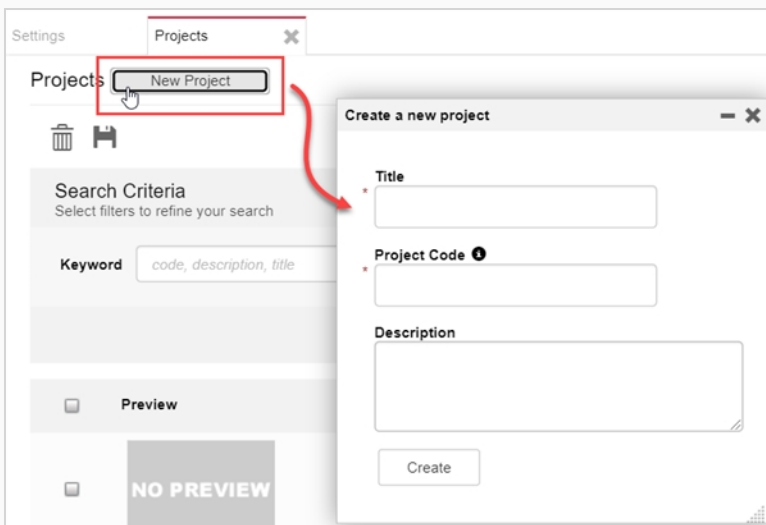 Settings
Projects
Projects
New Project
Search Criteria
Select filters to refine your search
Keyword
code, description, title
Preview
NO PREVIEW
Create a new project
* Title
* Project Code
Description
Create